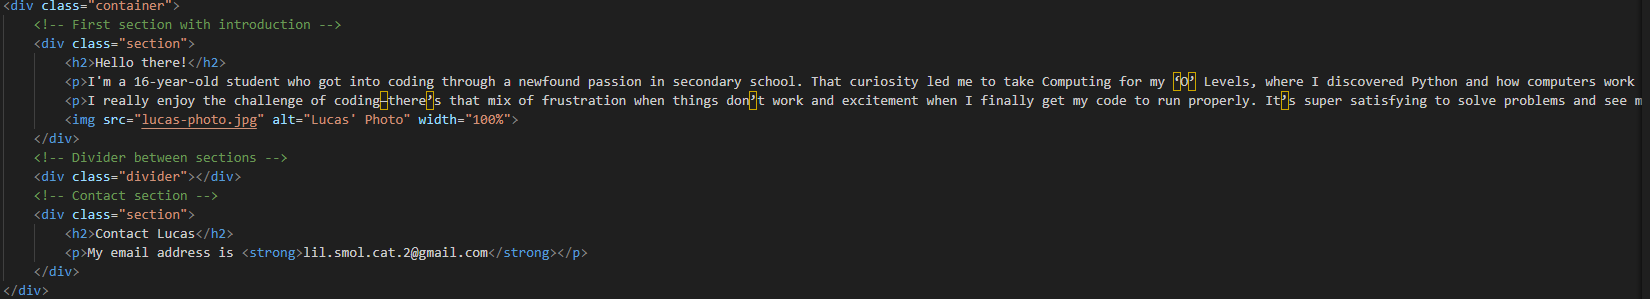 <div class="container">
<!-- First section with introduction -->
<div class="section">
<h2>Hello there!</h2>
<p>I'm a 16-year-old student who got into coding through a newfound passion in secondary school. That curiosity led me to take Computing for my ‘O’ Levels, where I discovered Python and how computers work
<p>I really enjoy the challenge of coding—there’s that mix of frustration when things don’t work and excitement when I finally get my code to run properly. It’s super satisfying to solve problems and see m
<img src="lucas-photo.jpg" alt="Lucas' Photo" width="100%">
</div>
<!-- Divider between sections -->
<div class="divider"></div>
<!-- Contact section -->
<div class="section">
<h2>Contact Lucas</h2>
<p>My email address is <strong>lil.smol.cat.2@gmail.com</strong></p>
</div>
</div>